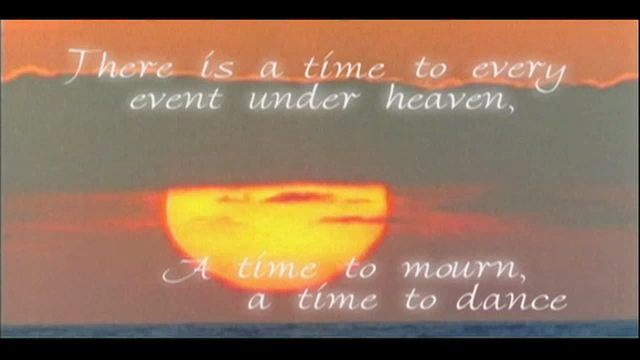 There is a time to every
event under heaven,
A time to mourn,
a time to dance